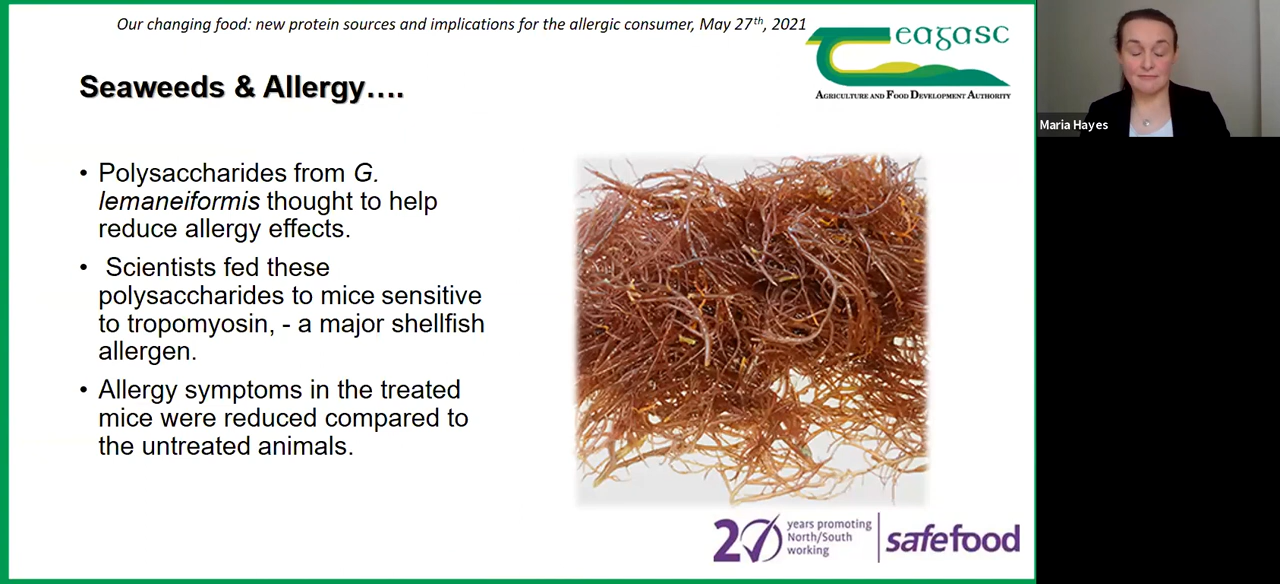 Our changing food: new protein sources and implications for the allergic consumer, May 27th, 2021
eagasc
AGRICULTURE AND FOOD DEVELOPMENT AUTHORITY
Seaweeds & Allergy....
• Polysaccharides from G.
lemaneiformis thought to help
reduce allergy effects.
• Scientists fed these
polysaccharides to mice sensitive
to tropomyosin, - a major shellfish
allergen.
• Allergy symptoms in the treated
mice were reduced compared to
the untreated animals.
20
years promoting
North/South
working
safefood
Maria Hayes